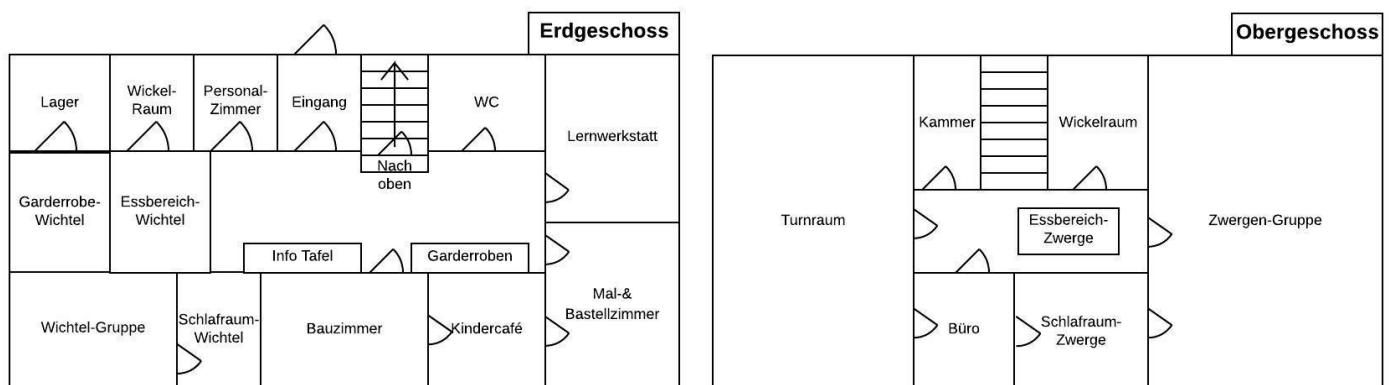 Erdgeschoss
Lager
Wickel-
Raum
Personal-
Zimmer
Eingang
WC
Lernwerkstatt
Nach
oben
Garderrobe-
Wichtel
Essbereich-
Wichtel
Info Tafel
Garderroben
Mal-&
Bastellzimmer
Wichtel-Gruppe
Schlafraum-
Wichtel
Bauzimmer
Kindercafé
Obergeschoss
Kammer
Wickelraum
Turnraum
Essbereich-
Zwerge
Zwergen-Gruppe
Büro
Schlafraum-
Zwerge